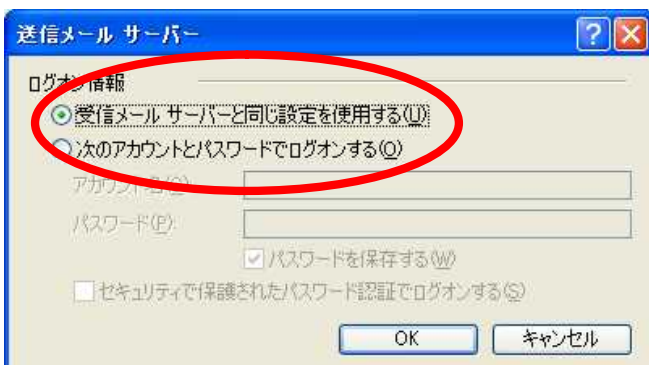 送信メール サーバー
ログオン情報
受信メール サーバーと同じ設定を使用する(U)
次のアカウントとパスワードでログオンする(O)
アカウント名(C):
パスワード(P):
パスワードを保存する(W)
セキュリティで保護されたパスワード認証でログオンする(S)
OK
キャンセル